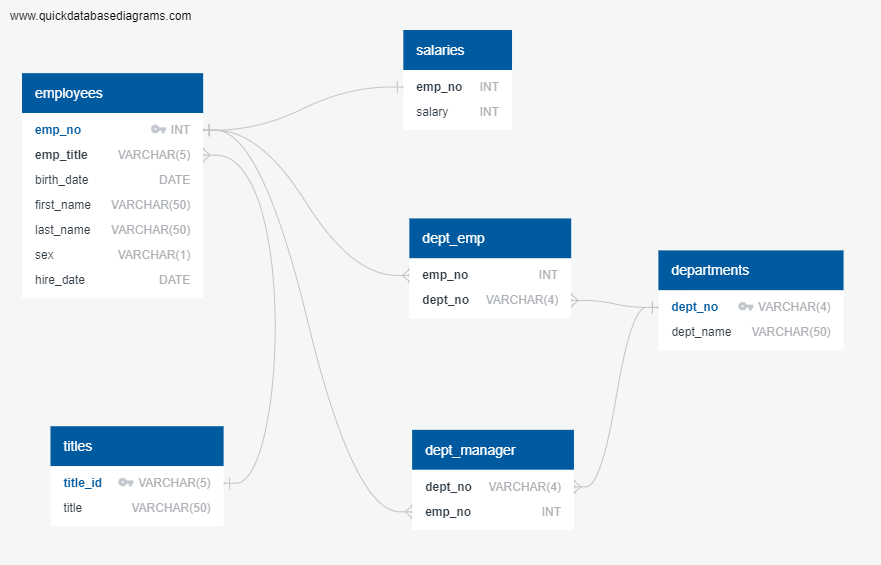 www.quickdatabasediagrams.com
employees
emp_no INT
emp_title VARCHAR(5)
birth_date DATE
first_name VARCHAR(50)
last_name VARCHAR(50)
sex VARCHAR(1)
hire_date DATE
salaries
emp_no INT
salary INT
dept_emp
emp_no INT
dept_no VARCHAR(4)
departments
dept_no VARCHAR(4)
dept_name VARCHAR(50)
titles
title_id VARCHAR(5)
title VARCHAR(50)
dept_manager
dept_no VARCHAR(4)
emp_no INT